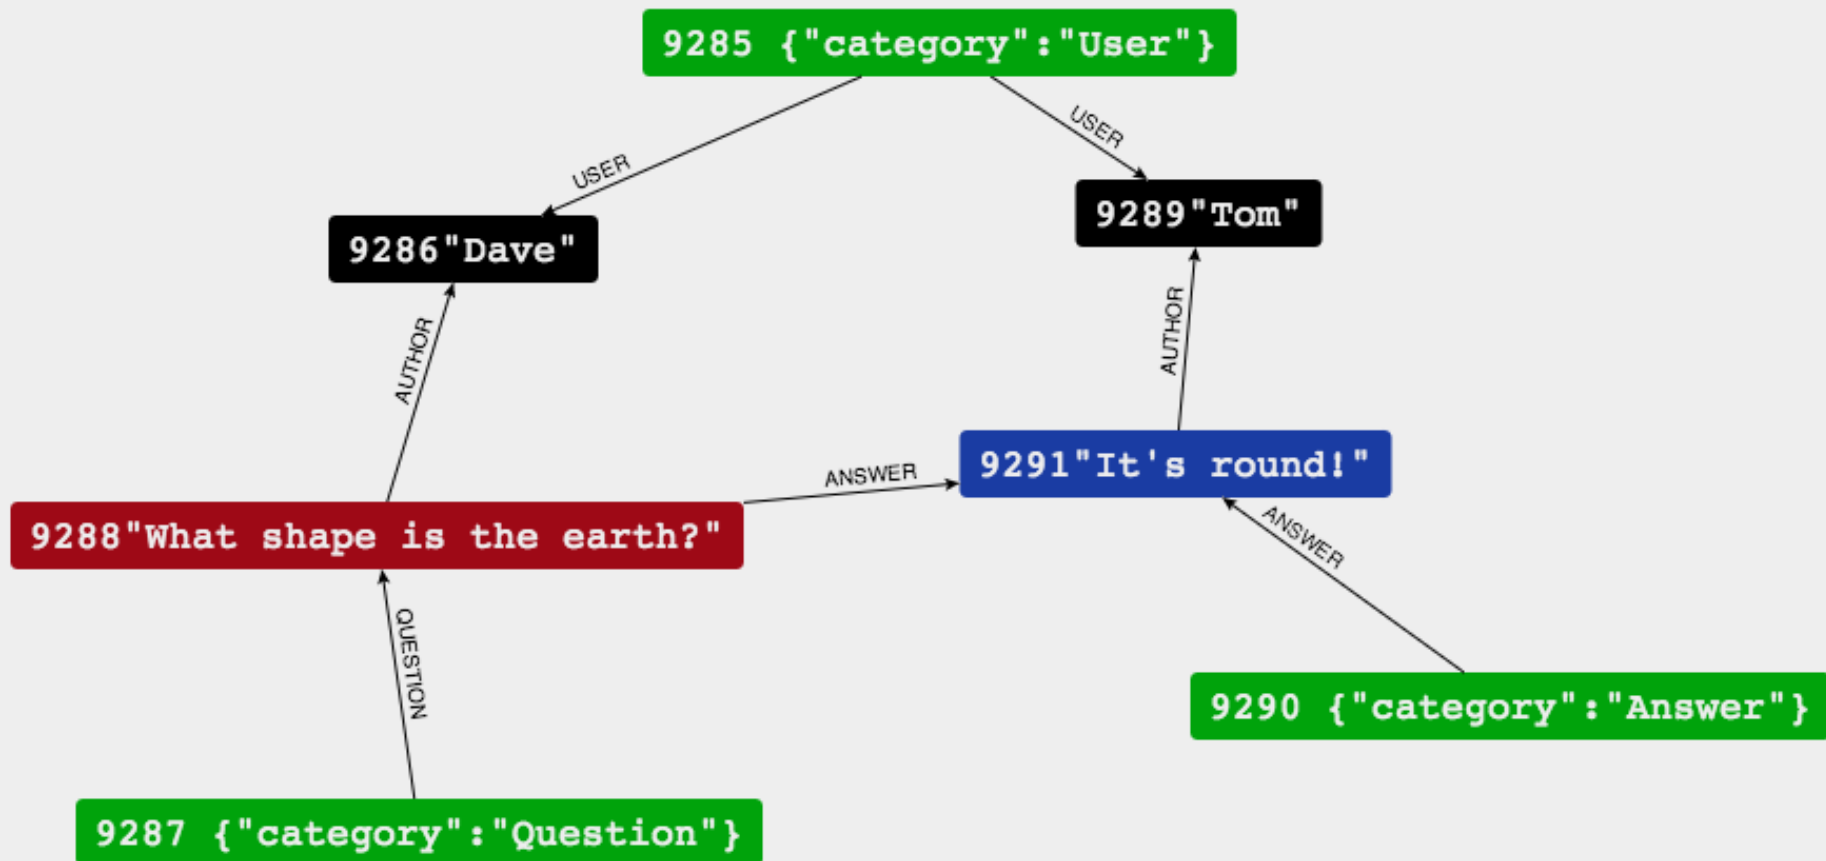 9285 {"category":"User"}
USER
USER
9289"Tom"
9286"Dave"
AUTHOR
AUTHOR
9291"It's round!"
ANSWER
9288"What shape is the earth?"
ANSWER
QUESTION
9290 {"category":"Answer"}
9287 {"category":"Question"}